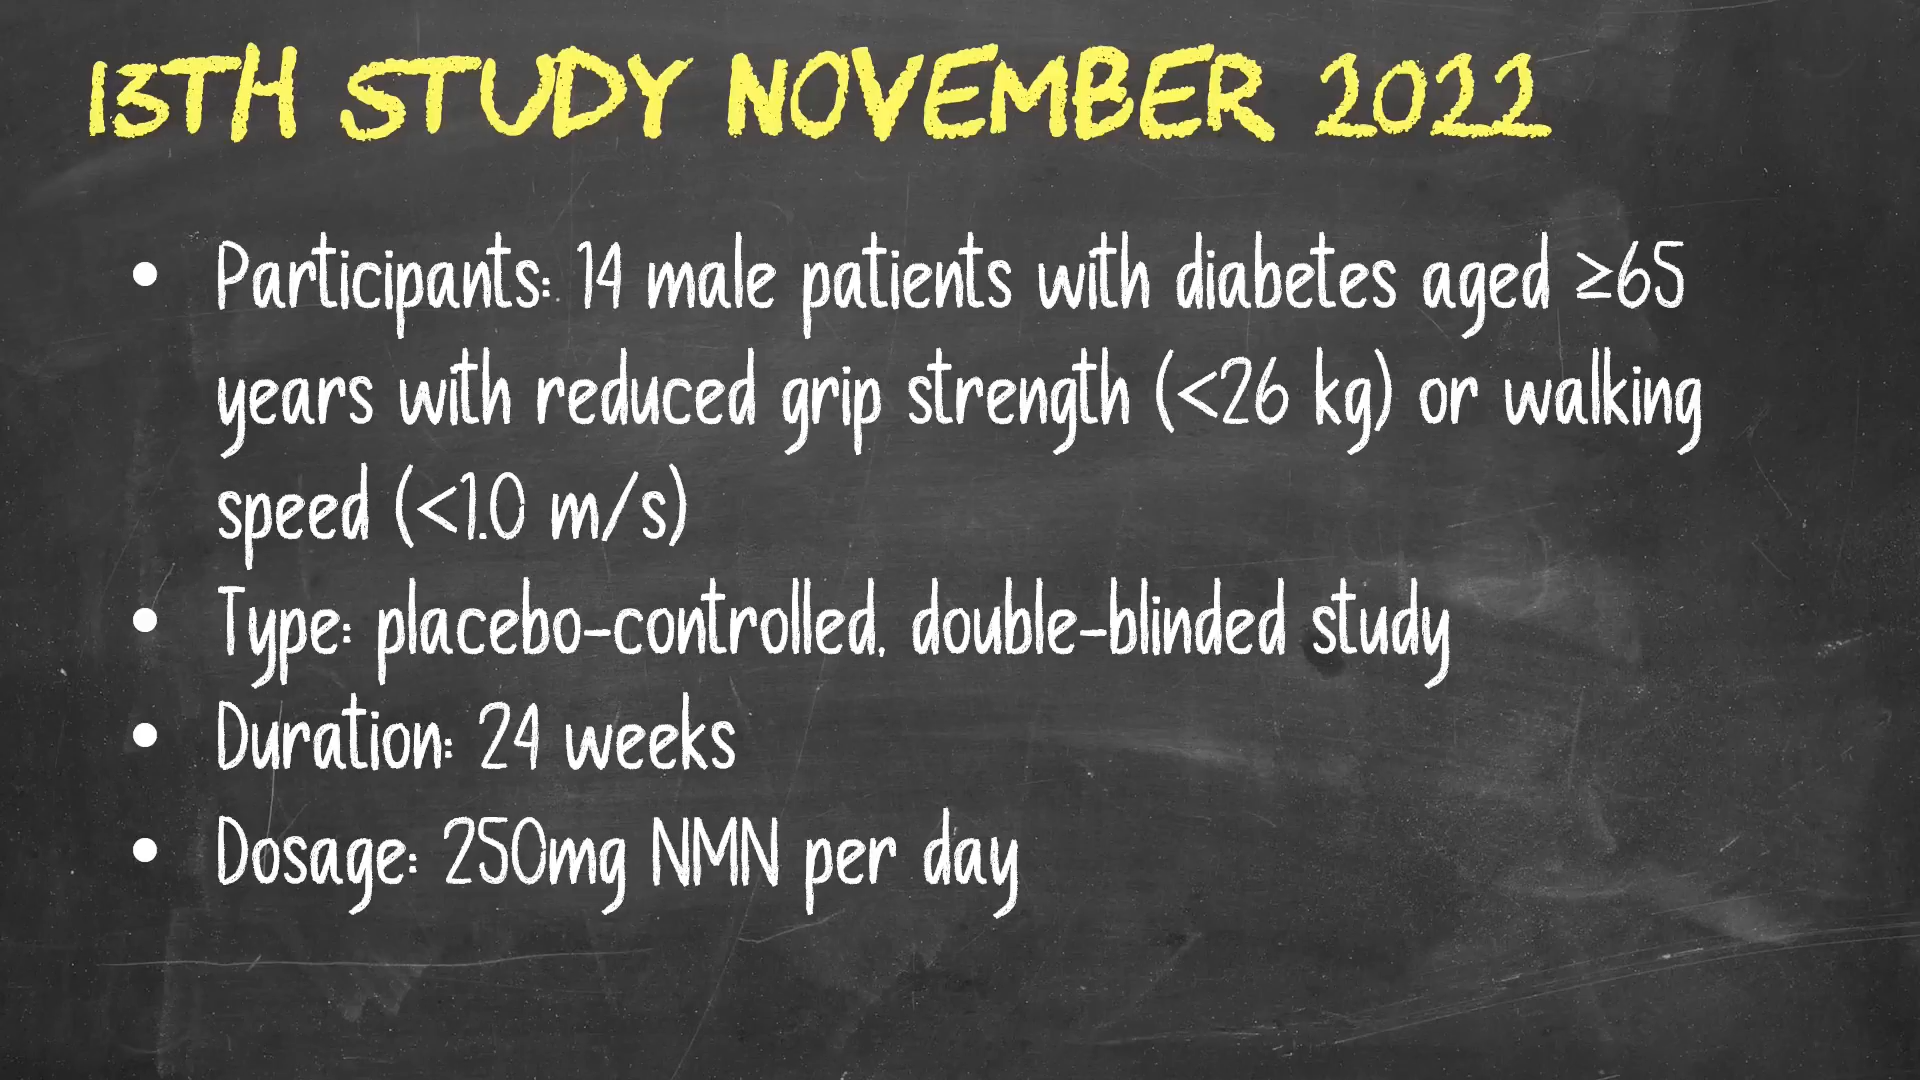 13TH STUDY NOVEMBER 2022
• Participants: 14 male patients with diabetes aged ≥65
years with reduced grip strength (<26 kg) or walking
speed (<1.0 m/s)
• Type: placebo-controlled, double-blinded study
• Duration: 24 weeks
• Dosage: 250mg NMN per day